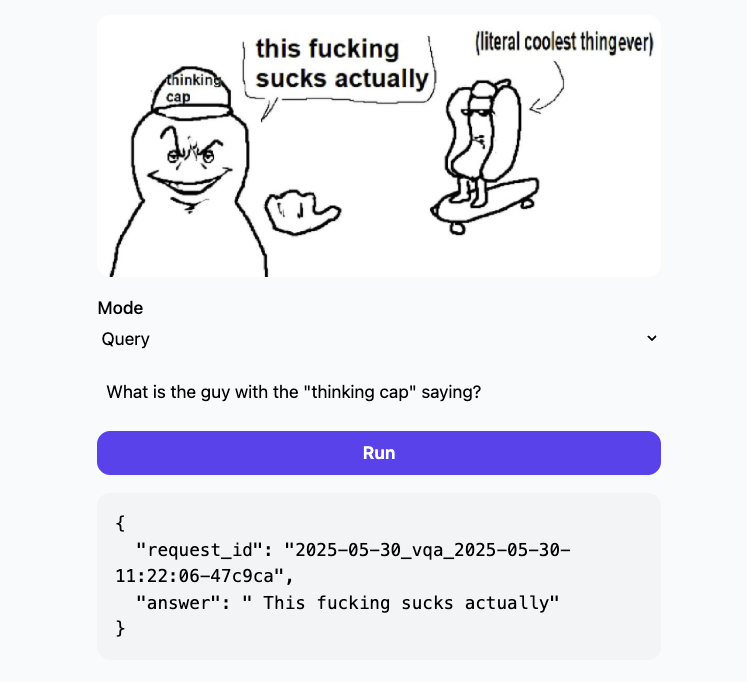 this fucking
sucks actually
(literal coolest thingever)
thinking
cap
Mode
Query
What is the guy with the "thinking cap" saying?
Run
{
"request_id": "2025-05-30_vqa_2025-05-30-
11:22:06-47c9ca",
"answer": " This fucking sucks actually"
}